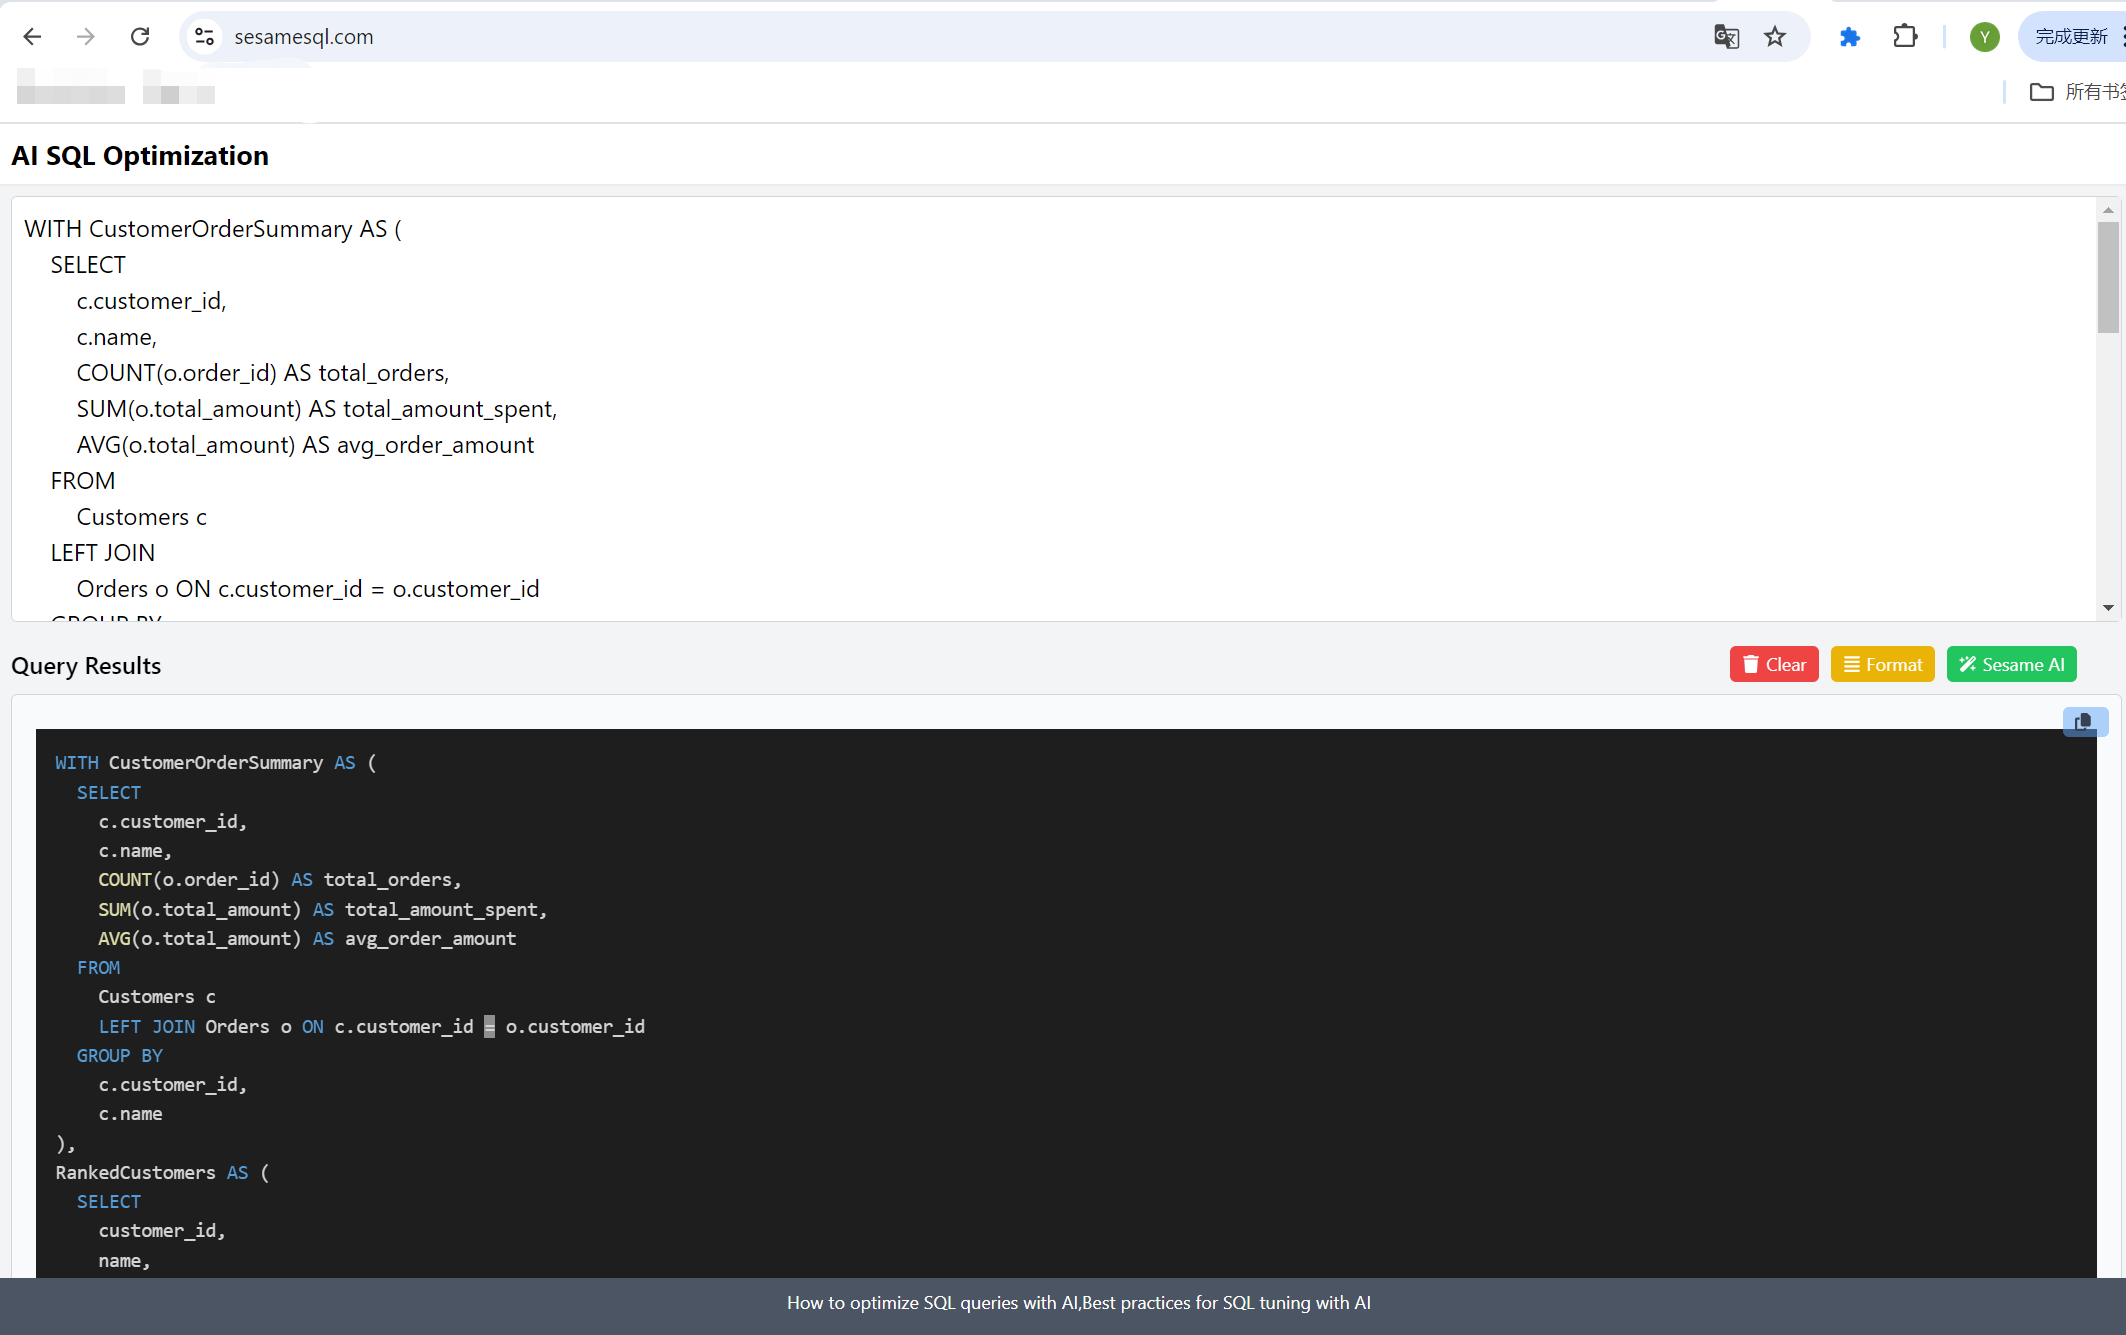 sesamesql.com
完成更新
所有书签
AI SQL Optimization
WITH CustomerOrderSummary AS (
SELECT
c.customer_id,
c.name,
COUNT(o.order_id) AS total_orders,
SUM(o.total_amount) AS total_amount_spent,
AVG(o.total_amount) AS avg_order_amount
FROM
Customers c
LEFT JOIN
Orders o ON c.customer_id = o.customer_id
GROUP BY
Query Results
Clear
Format
Sesame AI
WITH CustomerOrderSummary AS (
SELECT
c.customer_id,
c.name,
COUNT(o.order_id) AS total_orders,
SUM(o.total_amount) AS total_amount_spent,
AVG(o.total_amount) AS avg_order_amount
FROM
Customers c
LEFT JOIN Orders o ON c.customer_id = o.customer_id
GROUP BY
c.customer_id,
c.name
),
RankedCustomers AS (
SELECT
customer_id,
name,
How to optimize SQL queries with AI,Best practices for SQL tuning with AI